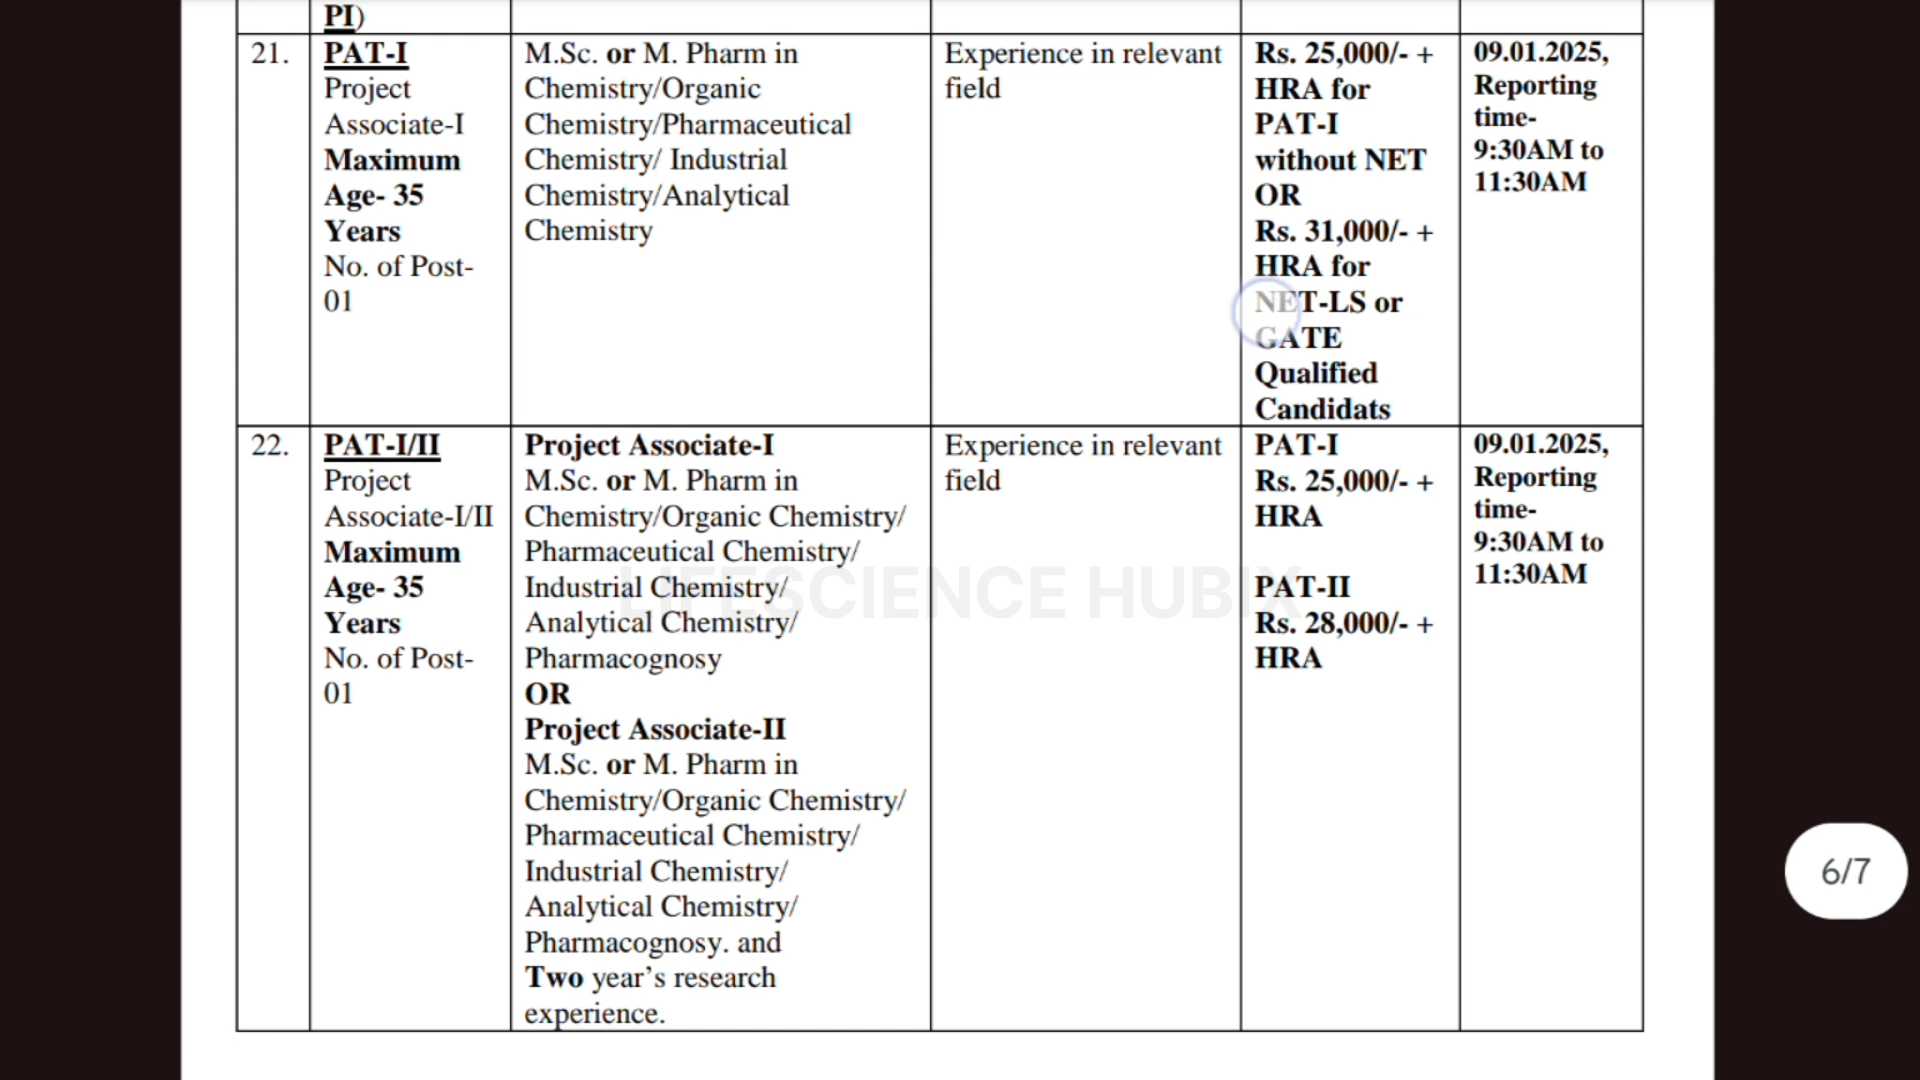 PI)
21.
PAT-I
Project
Associate-I
Maximum
Age- 35
Years
No. of Post-
01
M.Sc. or M. Pharm in
Chemistry/Organic
Chemistry/Pharmaceutical
Chemistry/ Industrial
Chemistry/Analytical
Chemistry
Experience in relevant
field
Rs. 25,000/- +
HRA for
PAT-I
without NET
OR
Rs. 31,000/- +
HRA for
NET-LS or
GATE
Qualified
Candidats
09.01.2025,
Reporting
time-
9:30AM to
11:30AM
22.
PAT-I/II
Project
Associate-I/II
Maximum
Age- 35
Years
No. of Post-
01
Project Associate-I
M.Sc. or M. Pharm in
Chemistry/Organic Chemistry/
Pharmaceutical Chemistry/
Industrial Chemistry/
Analytical Chemistry/
Pharmacognosy
OR
Project Associate-II
M.Sc. or M. Pharm in
Chemistry/Organic Chemistry/
Pharmaceutical Chemistry/
Industrial Chemistry/
Analytical Chemistry/
Pharmacognosy. and
Two year’s research
experience.
Experience in relevant
field
PAT-I
Rs. 25,000/- +
HRA
PAT-II
Rs. 28,000/- +
HRA
09.01.2025,
Reporting
time-
9:30AM to
11:30AM
LIFESCIENCE HUBIX
6/7